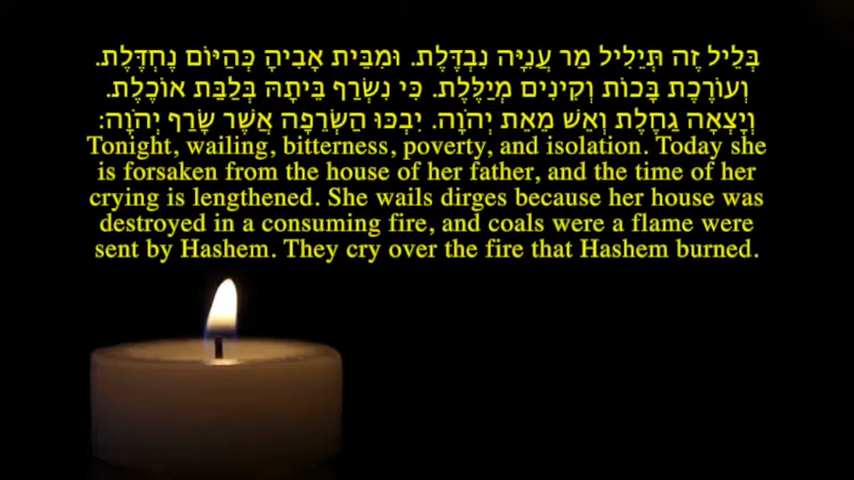 בְּלֵיל זֶה תְּיַלִיל מַר עֲנִיָּה נִבְדֶּלֶת. וּמִבֵּית אָבִיהָ כְּהַיּוֹם נֶחְדֶּלֶת.
וְעוֹרֶכֶת בָּכוֹת וְקִינִים מְיַלֶּלֶת. כִּי נִשְׂרַף בֵּיתָהּ בְּלַבַּת אוֹכֶלֶת.
וְיָצְאָה גַחֶלֶת וְאֵשׁ מֵאֵת יְהֹוָה. יִבְכּוּ הַשְּׂרֵפָה אֲשֶׁר שָׂרַף יְהֹוָה:
Tonight, wailing, bitterness, poverty, and isolation. Today she
is forsaken from the house of her father, and the time of her
crying is lengthened. She wails dirges because her house was
destroyed in a consuming fire, and coals were a flame were
sent by Hashem. They cry over the fire that Hashem burned.